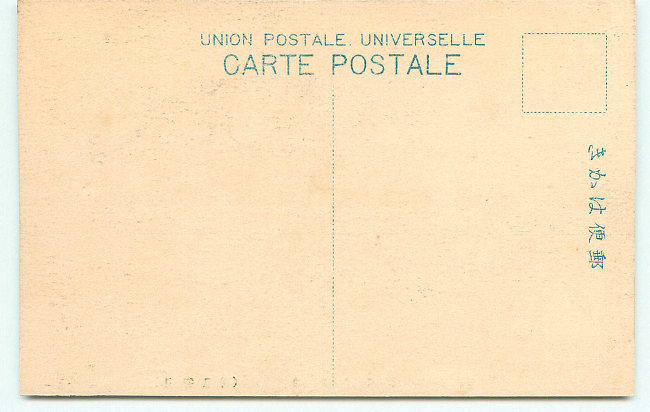 UNION POSTALE UNIVERSELLE
CARTE POSTALE
郵便はかき